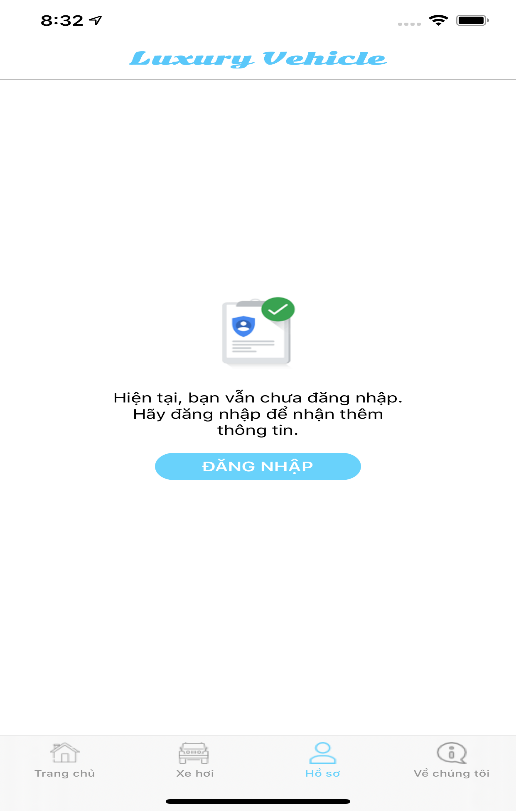 8:32
Luxury Vehicle
Hiện tại, bạn vẫn chưa đăng nhập.
Hãy đăng nhập để nhận thêm
thông tin.
ĐĂNG NHẬP
Trang chủ
Xe hơi
Hồ sơ
Về chúng tôi